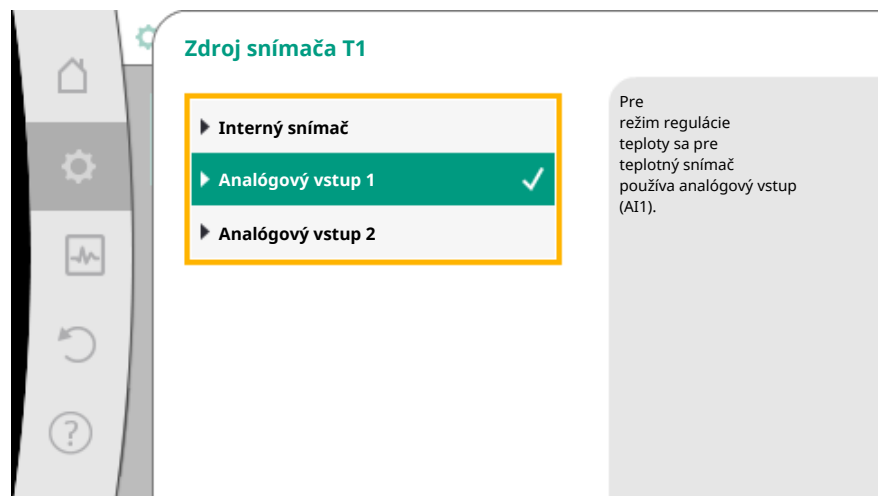 Zdroj snímača T1
Interný snímač
Analógový vstup 1
Analógový vstup 2
Pre
režim regulácie
teploty sa pre
teplotný snímač
používa analógový vstup
(AI1).
?